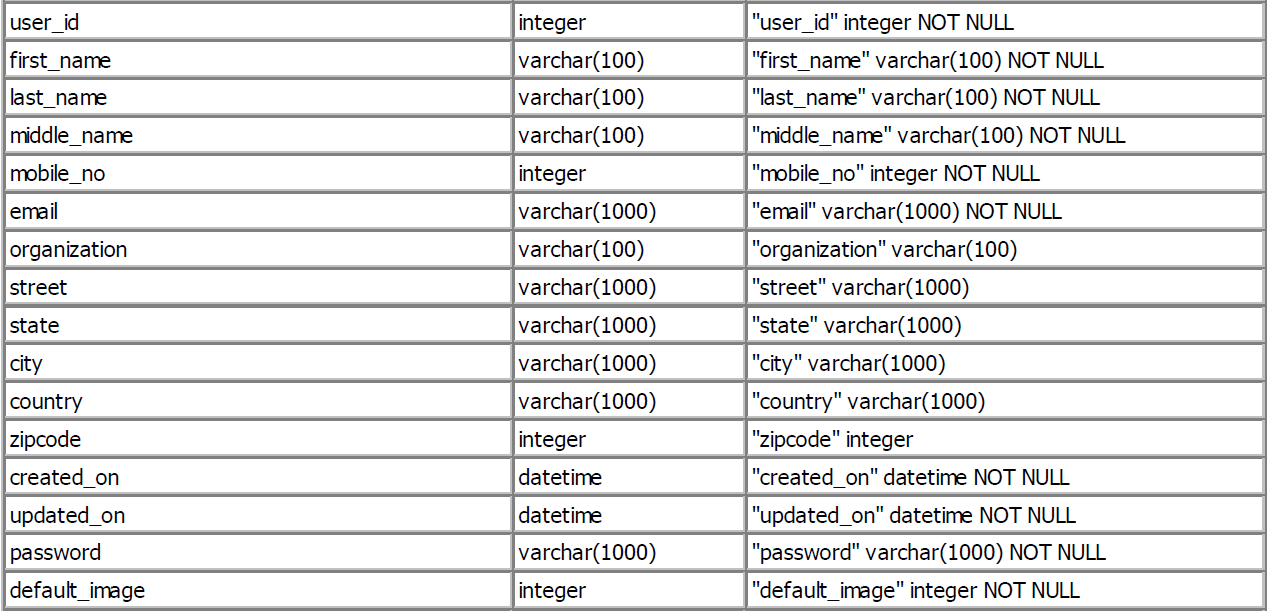 user_id integer "user_id" integer NOT NULL
first_name varchar(100) "first_name" varchar(100) NOT NULL
last_name varchar(100) "last_name" varchar(100) NOT NULL
middle_name varchar(100) "middle_name" varchar(100) NOT NULL
mobile_no integer "mobile_no" integer NOT NULL
email varchar(1000) "email" varchar(1000) NOT NULL
organization varchar(100) "organization" varchar(100)
street varchar(1000) "street" varchar(1000)
state varchar(1000) "state" varchar(1000)
city varchar(1000) "city" varchar(1000)
country varchar(1000) "country" varchar(1000)
zipcode integer "zipcode" integer
created_on datetime "created_on" datetime NOT NULL
updated_on datetime "updated_on" datetime NOT NULL
password varchar(1000) "password" varchar(1000) NOT NULL
default_image integer "default_image" integer NOT NULL